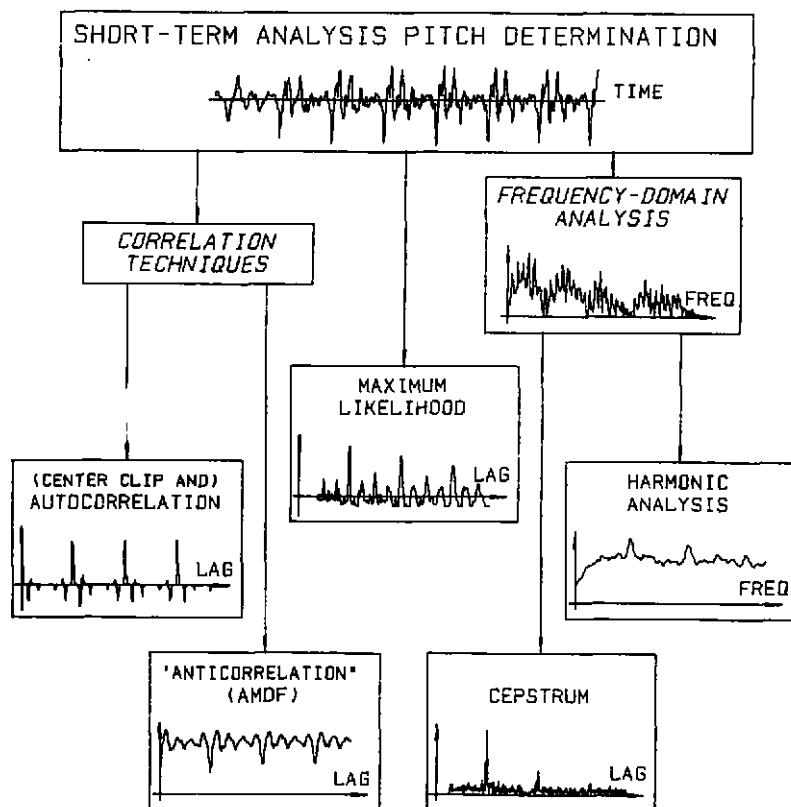 SHORT-TERM ANALYSIS PITCH DETERMINATION
TIME
FREQUENCY-DOMAIN
ANALYSIS
FREQ
CORRELATION
TECHNIQUES
MAXIMUM
LIKELIHOOD
LAG
(CENTER CLIP AND)
AUTOCORRELATION
LAG
HARMONIC
ANALYSIS
FREQ
"ANTICORRELATION"
(AMDF)
LAG
CEPSTRUM
LAG